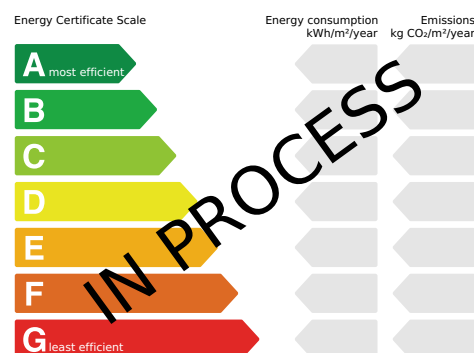 Energy Certificate Scale
Energy consumption
kWh/m²/year
Emissions
kg CO₂/m²/year
A most efficient
B
C
D
E
F
G least efficient
IN PROCESS